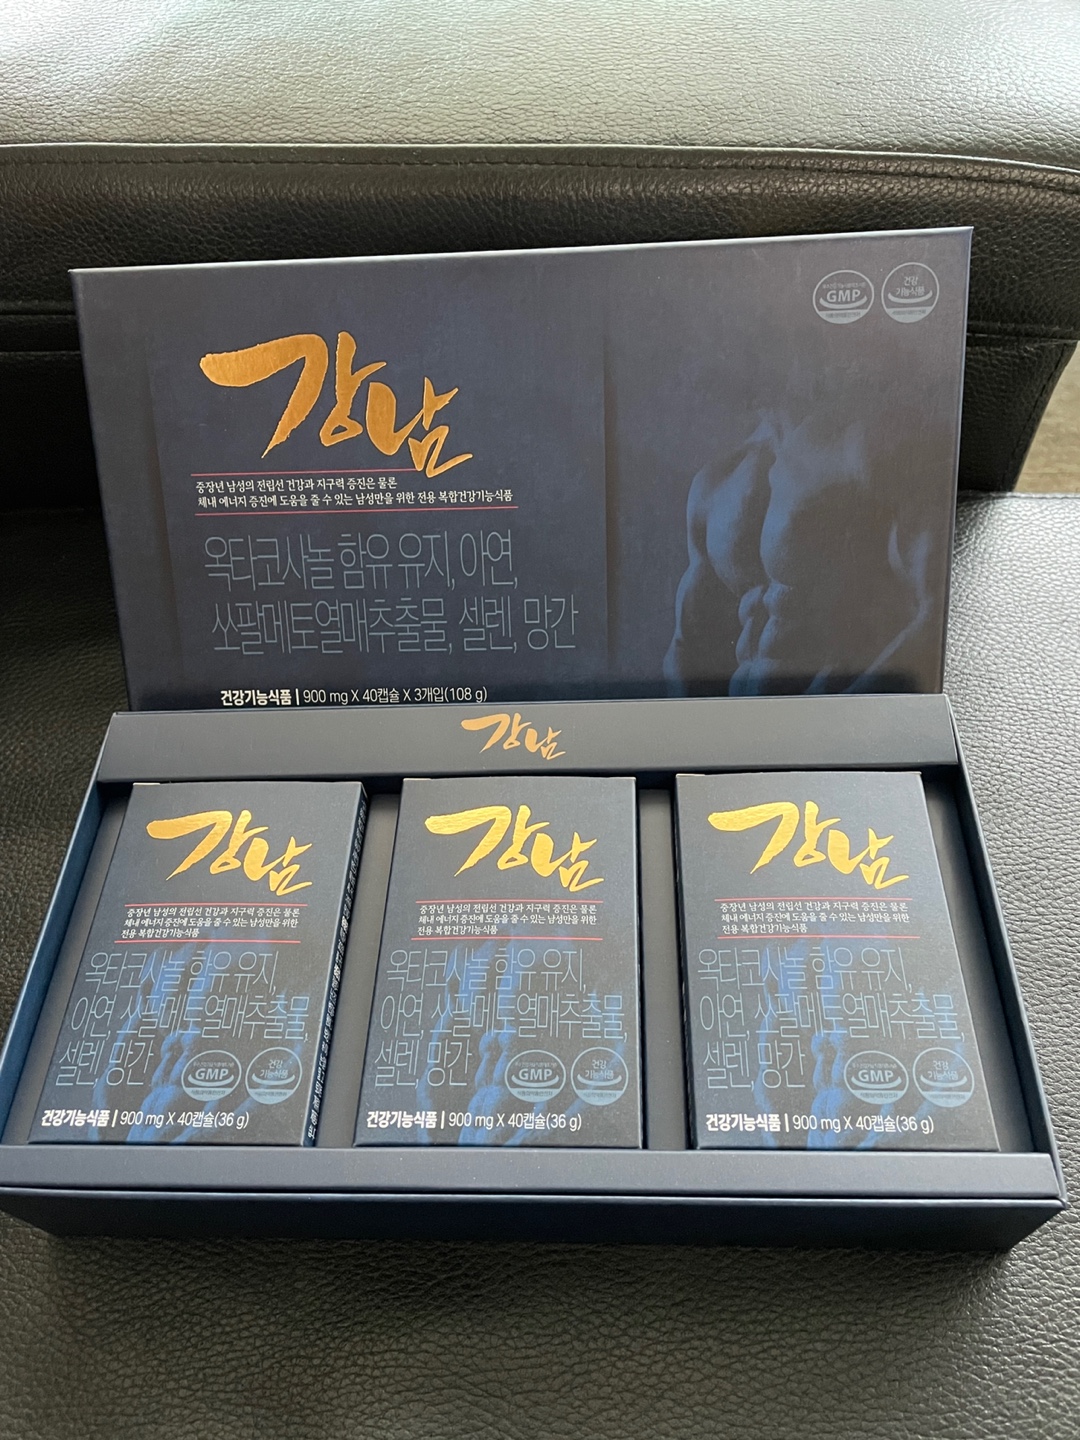 GMP
건강
기능식품
강남
중장년 남성의 전립선 건강과 지구력 증진은 물론
체내 에너지 증진에 도움을 줄 수 있는 남성만을 위한 전용 복합건강기능식품
옥타코사놀 함유 유지, 아연,
쏘팔메토열매추출물, 셀렌, 망간
건강기능식품 | 900 mg X 40캡슐 X 3개입(108 g)
강남
강남
중장년 남성의 전립선 건강과 지구력 증진은 물론
체내 에너지 증진에 도움을 줄 수 있는 남성만을 위한
전용 복합건강기능식품
옥타코사놀 함유 유지,
아연, 쏘팔메토열매추출물,
셀렌, 망간
GMP
건강
기능식품
건강기능식품 | 900 mg X 40캡슐(36 g)
강남
중장년 남성의 전립선 건강과 지구력 증진은 물론
체내 에너지 증진에 도움을 줄 수 있는 남성만을 위한
전용 복합건강기능식품
옥타코사놀 함유 유지,
아연, 쏘팔메토열매추출물,
셀렌, 망간
GMP
건강
기능식품
건강기능식품 | 900 mg X 40캡슐(36 g)
강남
중장년 남성의 전립선 건강과 지구력 증진은 물론
체내 에너지 증진에 도움을 줄 수 있는 남성만을 위한
전용 복합건강기능식품
옥타코사놀 함유 유지,
아연, 쏘팔메토열매추출물,
셀렌, 망간
GMP
건강
기능식품
건강기능식품 | 900 mg X 40캡슐(36 g)